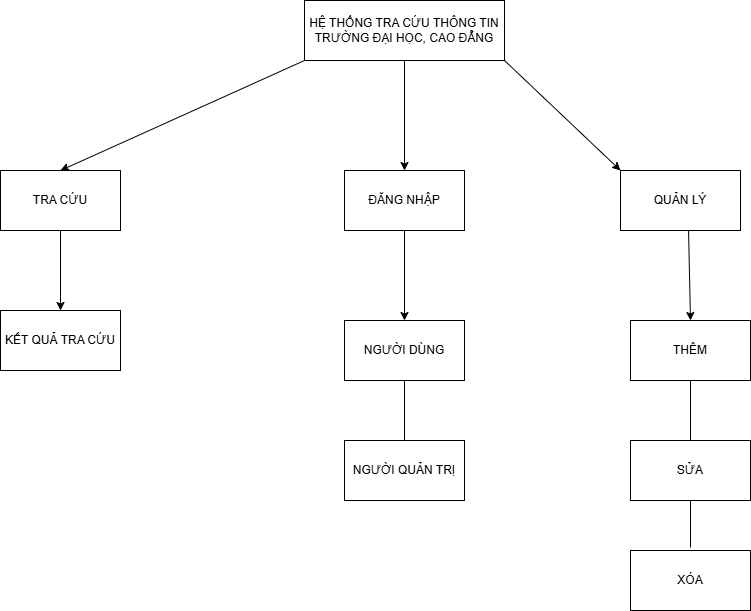 HỆ THỐNG TRA CỨU THÔNG TIN
TRƯỜNG ĐẠI HỌC, CAO ĐẲNG
TRA CỨU
ĐĂNG NHẬP
QUẢN LÝ
KẾT QUẢ TRA CỨU
NGƯỜI DÙNG
THÊM
NGƯỜI QUẢN TRỊ
SỬA
XÓA